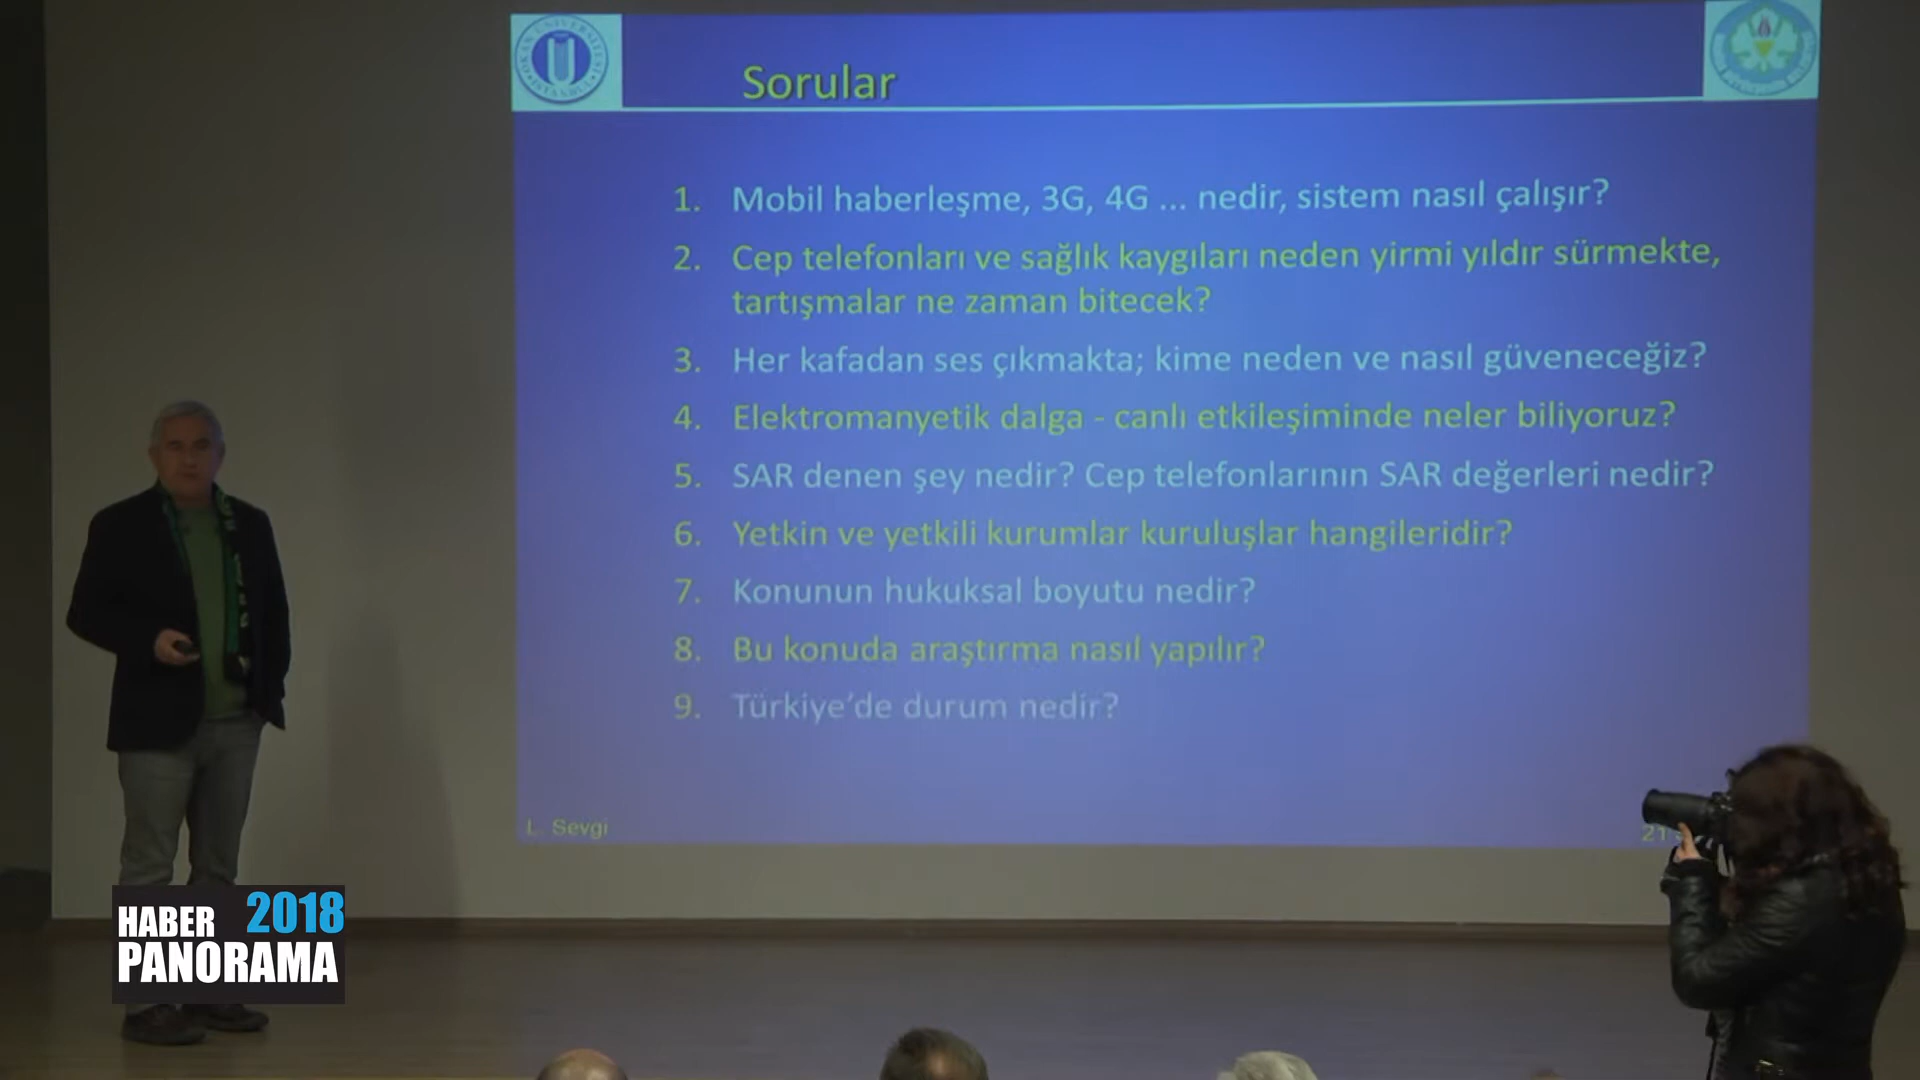 Sorular
1. Mobil haberleşme, 3G, 4G ... nedir, sistem nasıl çalışır?
2. Cep telefonları ve sağlık kaygıları neden yirmi yıldır sürmekte,
tartışmalar ne zaman bitecek?
3. Her kafadan ses çıkmakta; kime neden ve nasıl güveneceğiz?
4. Elektromanyetik dalga - canlı etkileşiminde neler biliyoruz?
5. SAR denen şey nedir? Cep telefonlarının SAR değerleri nedir?
6. Yetkin ve yetkili kurumlar kuruluşlar hangileridir?
7. Konunun hukuksal boyutu nedir?
8. Bu konuda araştırma nasıl yapılır?
9. Türkiye'de durum nedir?
L. Sevgi
21
HABER 2018
PANORAMA